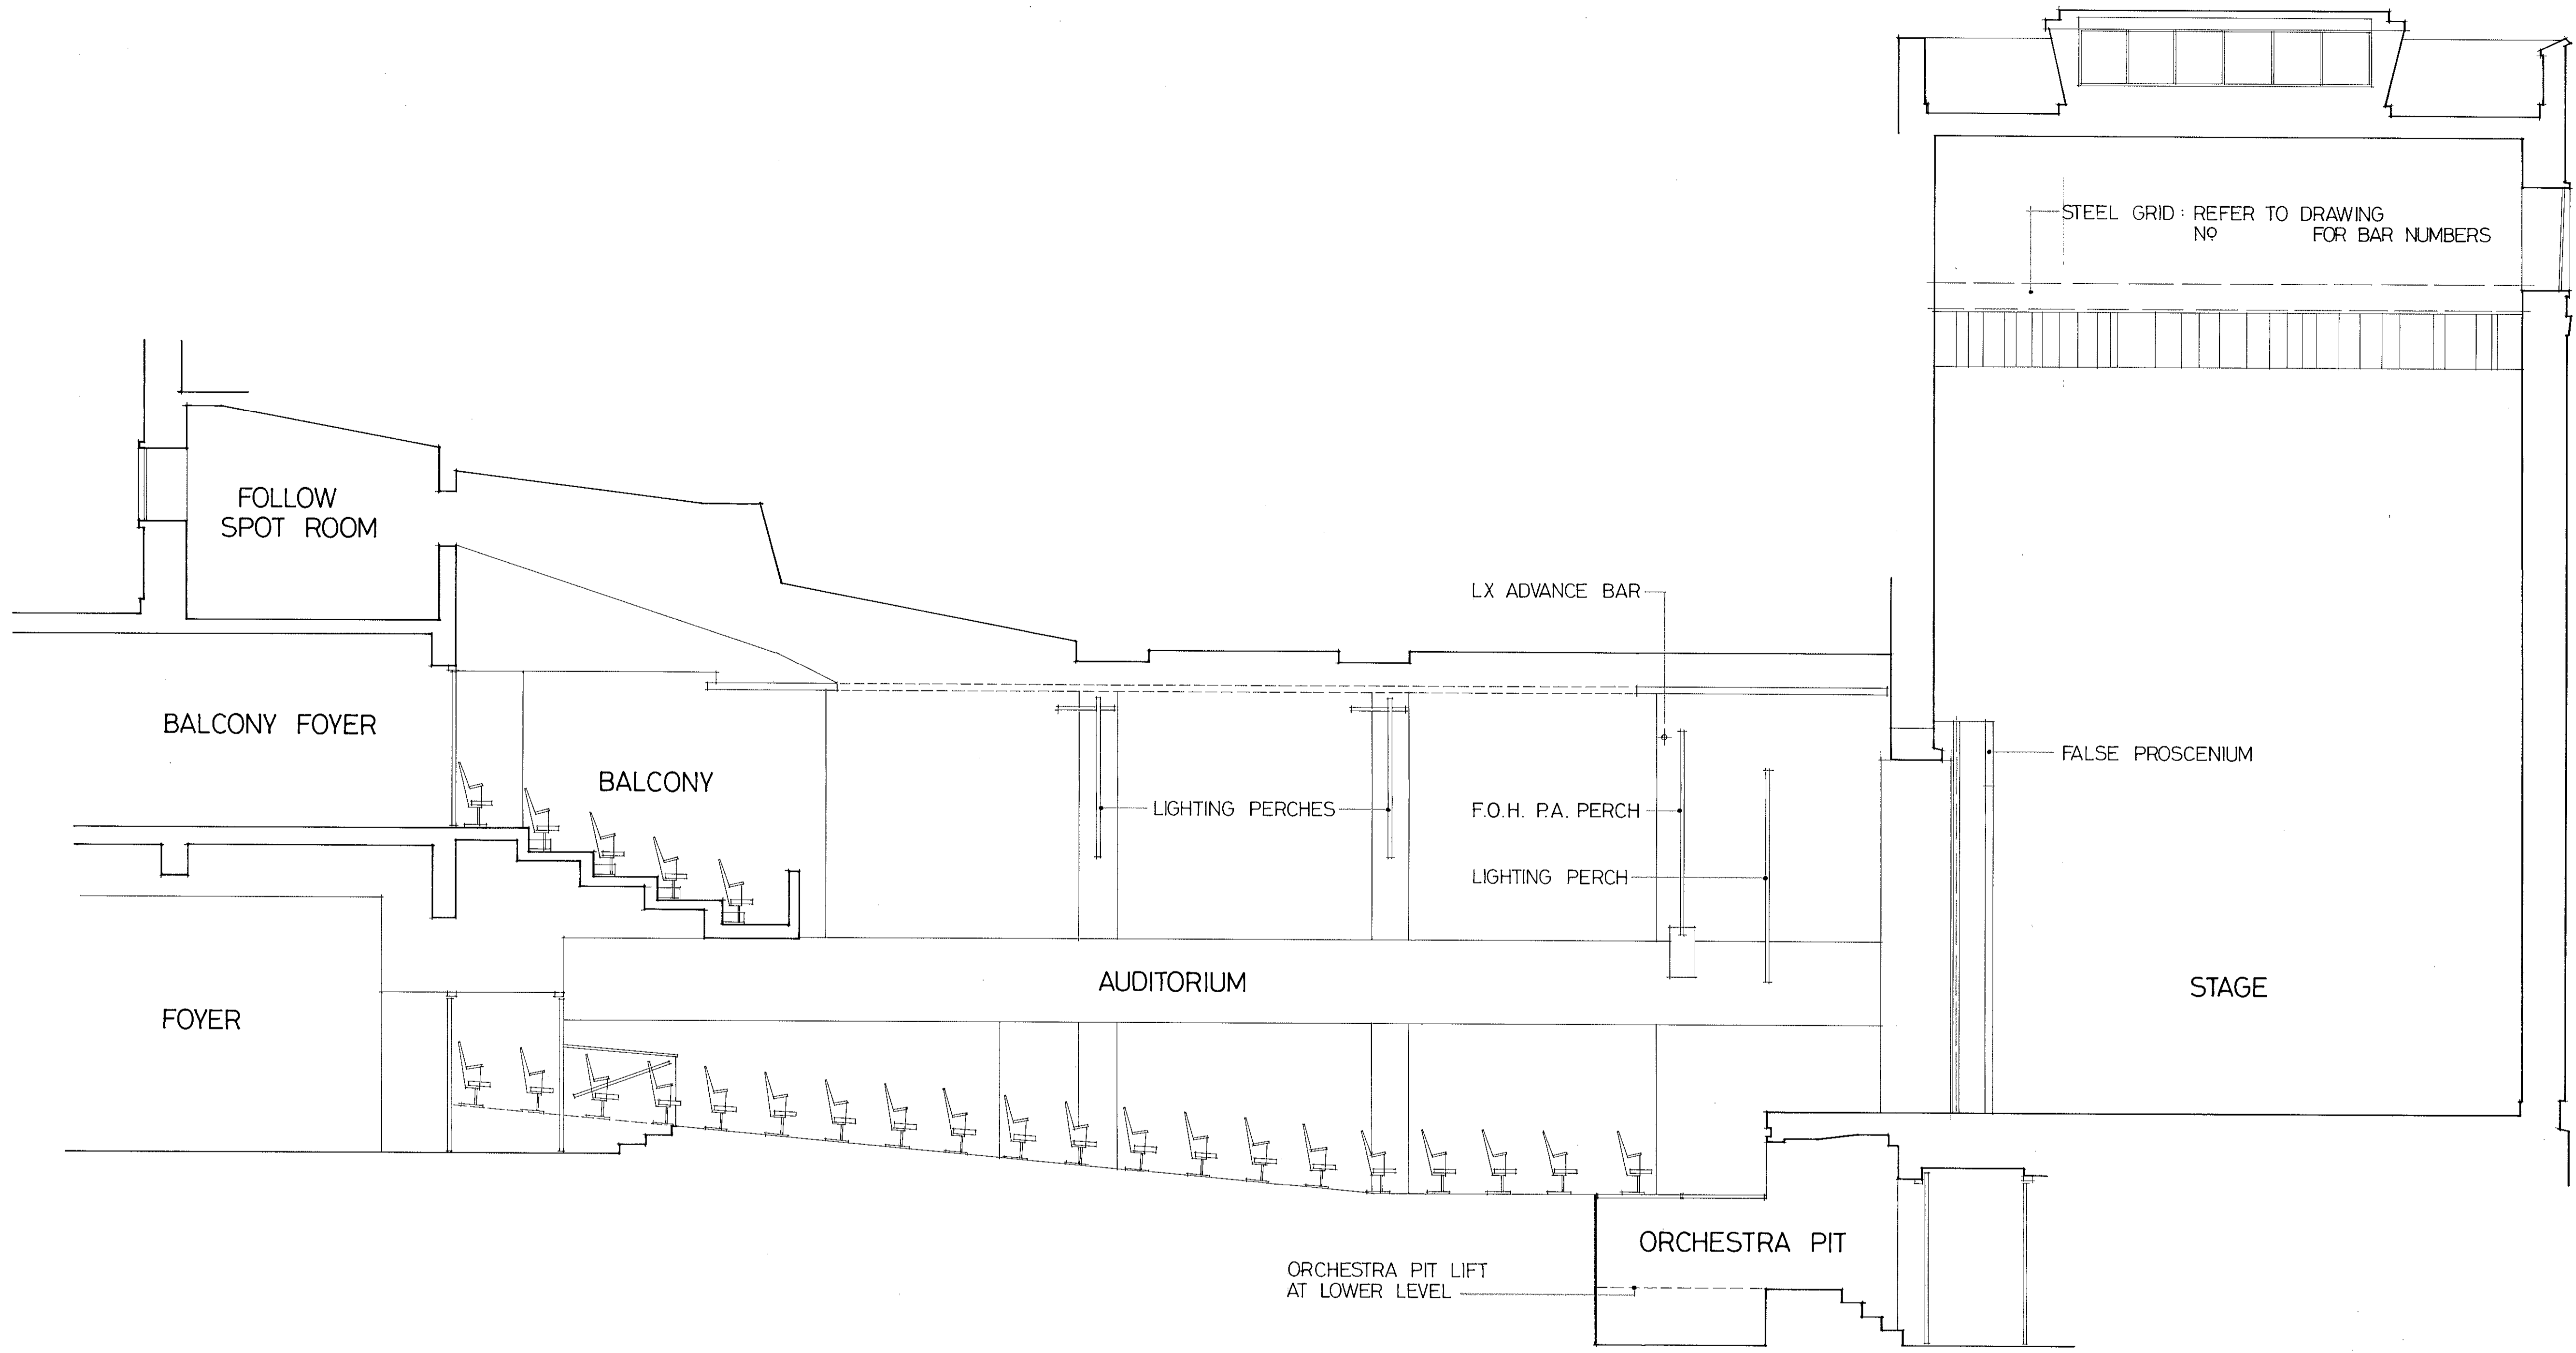 STEEL GRID : REFER TO DRAWING
Nº FOR BAR NUMBERS
FOLLOW
SPOT ROOM
LX ADVANCE BAR
BALCONY FOYER
BALCONY
FALSE PROSCENIUM
LIGHTING PERCHES
F.O.H. P.A. PERCH
LIGHTING PERCH
AUDITORIUM
STAGE
FOYER
ORCHESTRA PIT
ORCHESTRA PIT LIFT
AT LOWER LEVEL